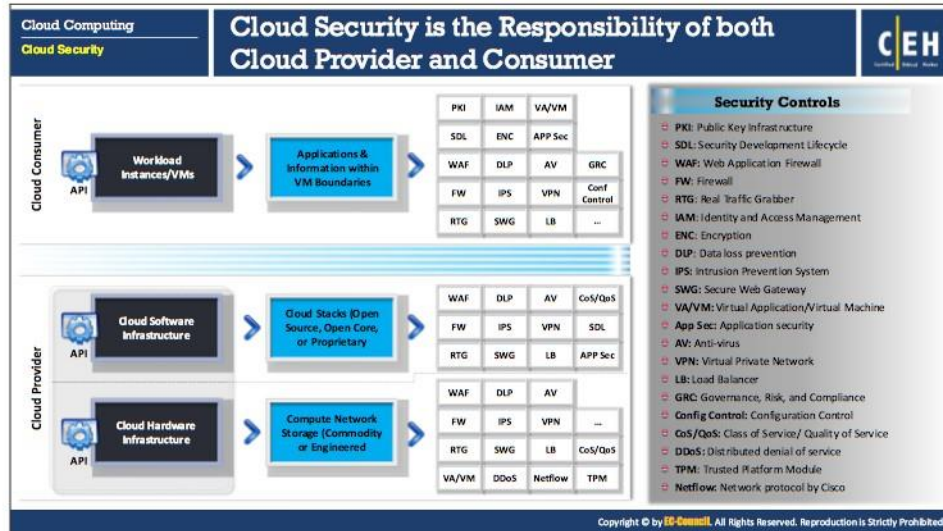 Cloud Computing
Cloud Security
Cloud Security is the Responsibility of both
Cloud Provider and Consumer
CEH
Certified Ethical Hacker
Cloud Consumer
API
Workload
Instances/VMs
Applications &
Information within
VM Boundaries
PKI IAM VA/VM
SDL ENC APP Sec
WAF DLP AV GRC
FW IPS VPN Conf
Control
RTG SWG LB ...
Cloud Provider
API
Cloud Software
Infrastructure
Cloud Stacks (Open
Source, Open Core,
or Proprietary
WAF DLP AV CoS/QoS
FW IPS VPN SDL
RTG SWG LB APP Sec
API
Cloud Hardware
Infrastructure
Compute Network
Storage (Commodity
or Engineered
WAF DLP AV
FW IPS VPN ...
RTG SWG LB CoS/QoS
VA/VM DDoS Netflow TPM
Security Controls
PKI: Public Key Infrastructure
SDL: Security Development Lifecycle
WAF: Web Application Firewall
FW: Firewall
RTG: Real Traffic Grabber
IAM: Identity and Access Management
ENC: Encryption
DLP: Data loss prevention
IPS: Intrusion Prevention System
SWG: Secure Web Gateway
VA/VM: Virtual Application/Virtual Machine
App Sec: Application security
AV: Anti-virus
VPN: Virtual Private Network
LB: Load Balancer
GRC: Governance, Risk, and Compliance
Config Control: Configuration Control
CoS/QoS: Class of Service/ Quality of Service
DDoS: Distributed denial of service
TPM: Trusted Platform Module
Netflow: Network protocol by Cisco
Copyright © by EC-Council. All Rights Reserved. Reproduction is Strictly Prohibited